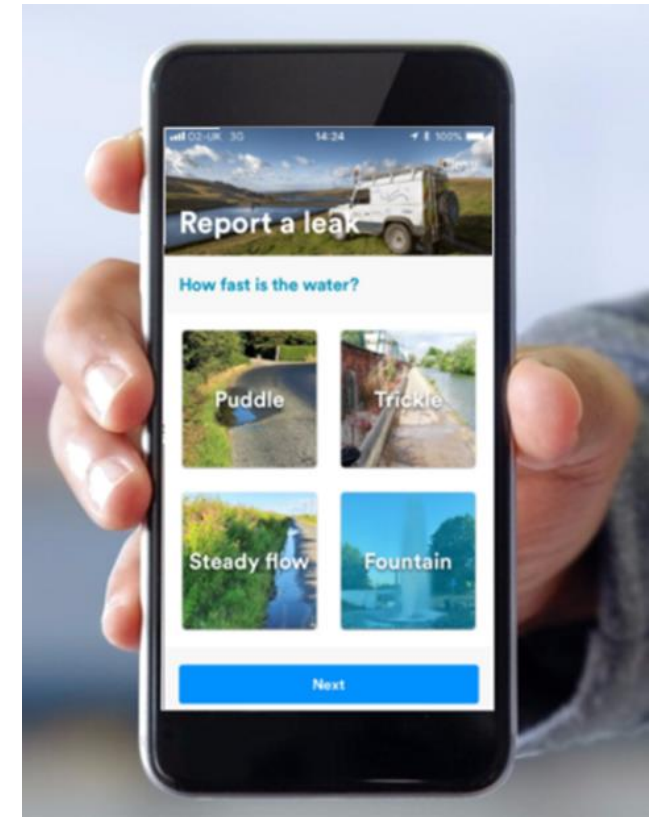 O2-UK 3G 14:24 100%
Report a leak
How fast is the water?
Puddle Trickle
Steady flow Fountain
Next